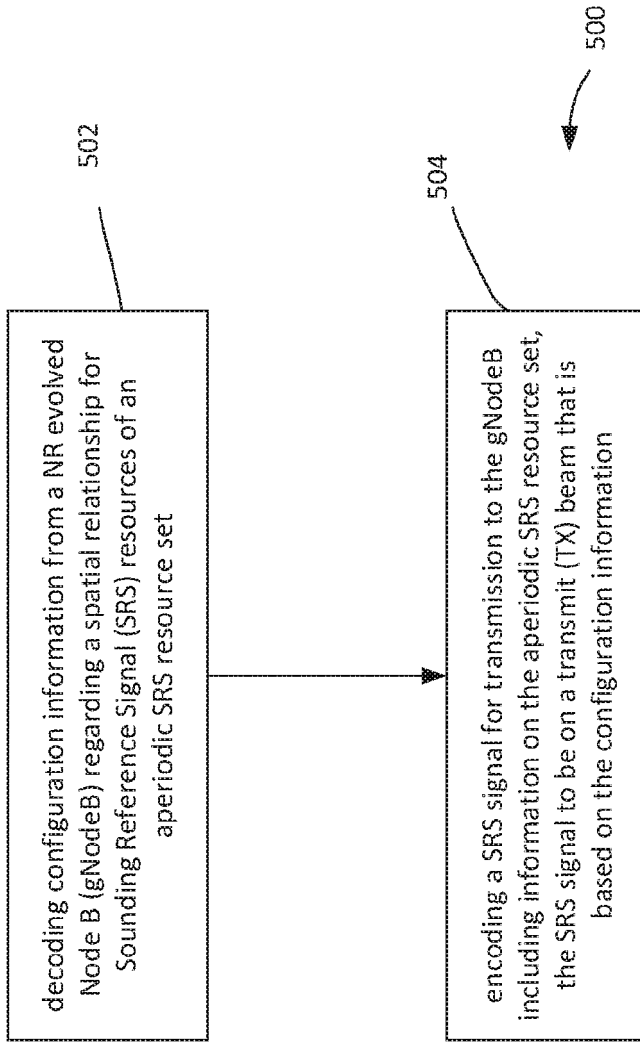 decoding configuration information from a NR evolved
Node B (gNodeB) regarding a spatial relationship for
Sounding Reference Signal (SRS) resources of an
aperiodic SRS resource set
502
encoding a SRS signal for transmission to the gNodeB
including information on the aperiodic SRS resource set,
the SRS signal to be on a transmit (TX) beam that is
based on the configuration information
504
500